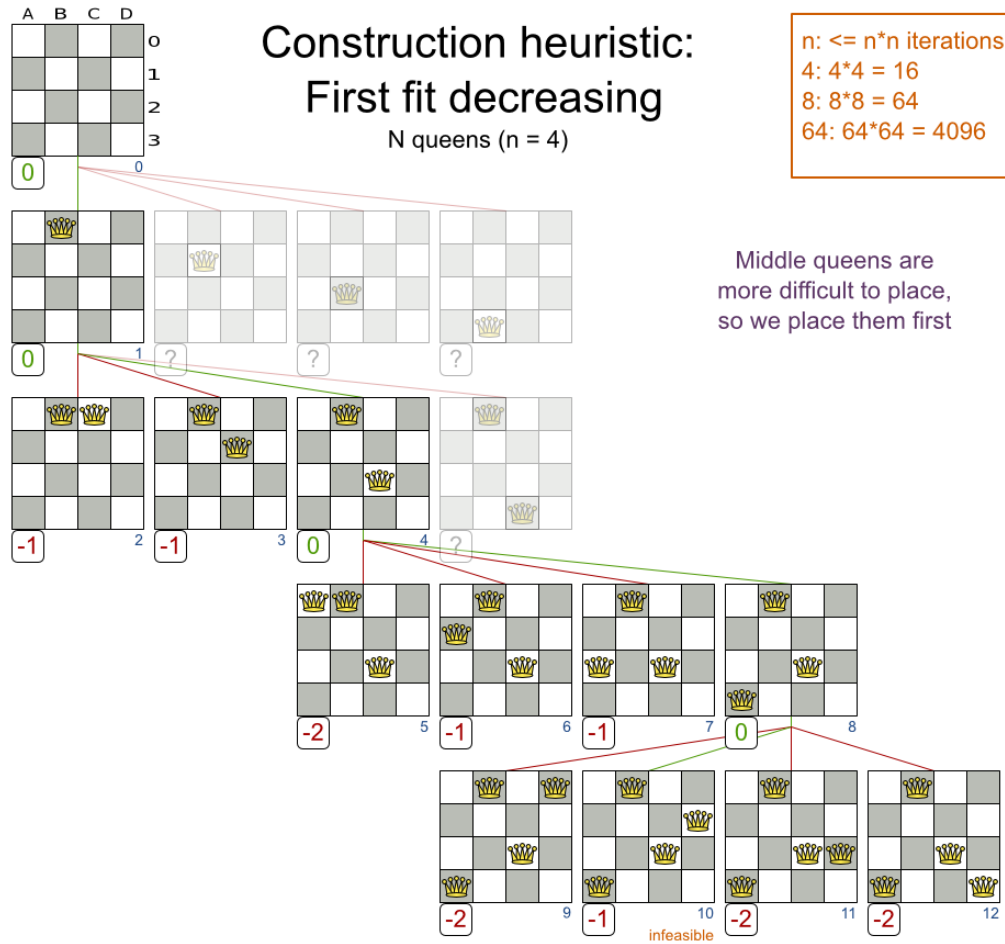 A B C D
Construction heuristic:
First fit decreasing
N queens (n = 4)
n: <= n*n iterations
4: 4*4 = 16
8: 8*8 = 64
64: 64*64 = 4096
0
1
2
3
0 0
Middle queens are
more difficult to place,
so we place them first
0 1 ? ? ?
-1 2 -1 3 0 4 ?
-2 5 -1 6 -1 7 0 8
-2 9 -1 10 -2 11 -2 12
infeasible